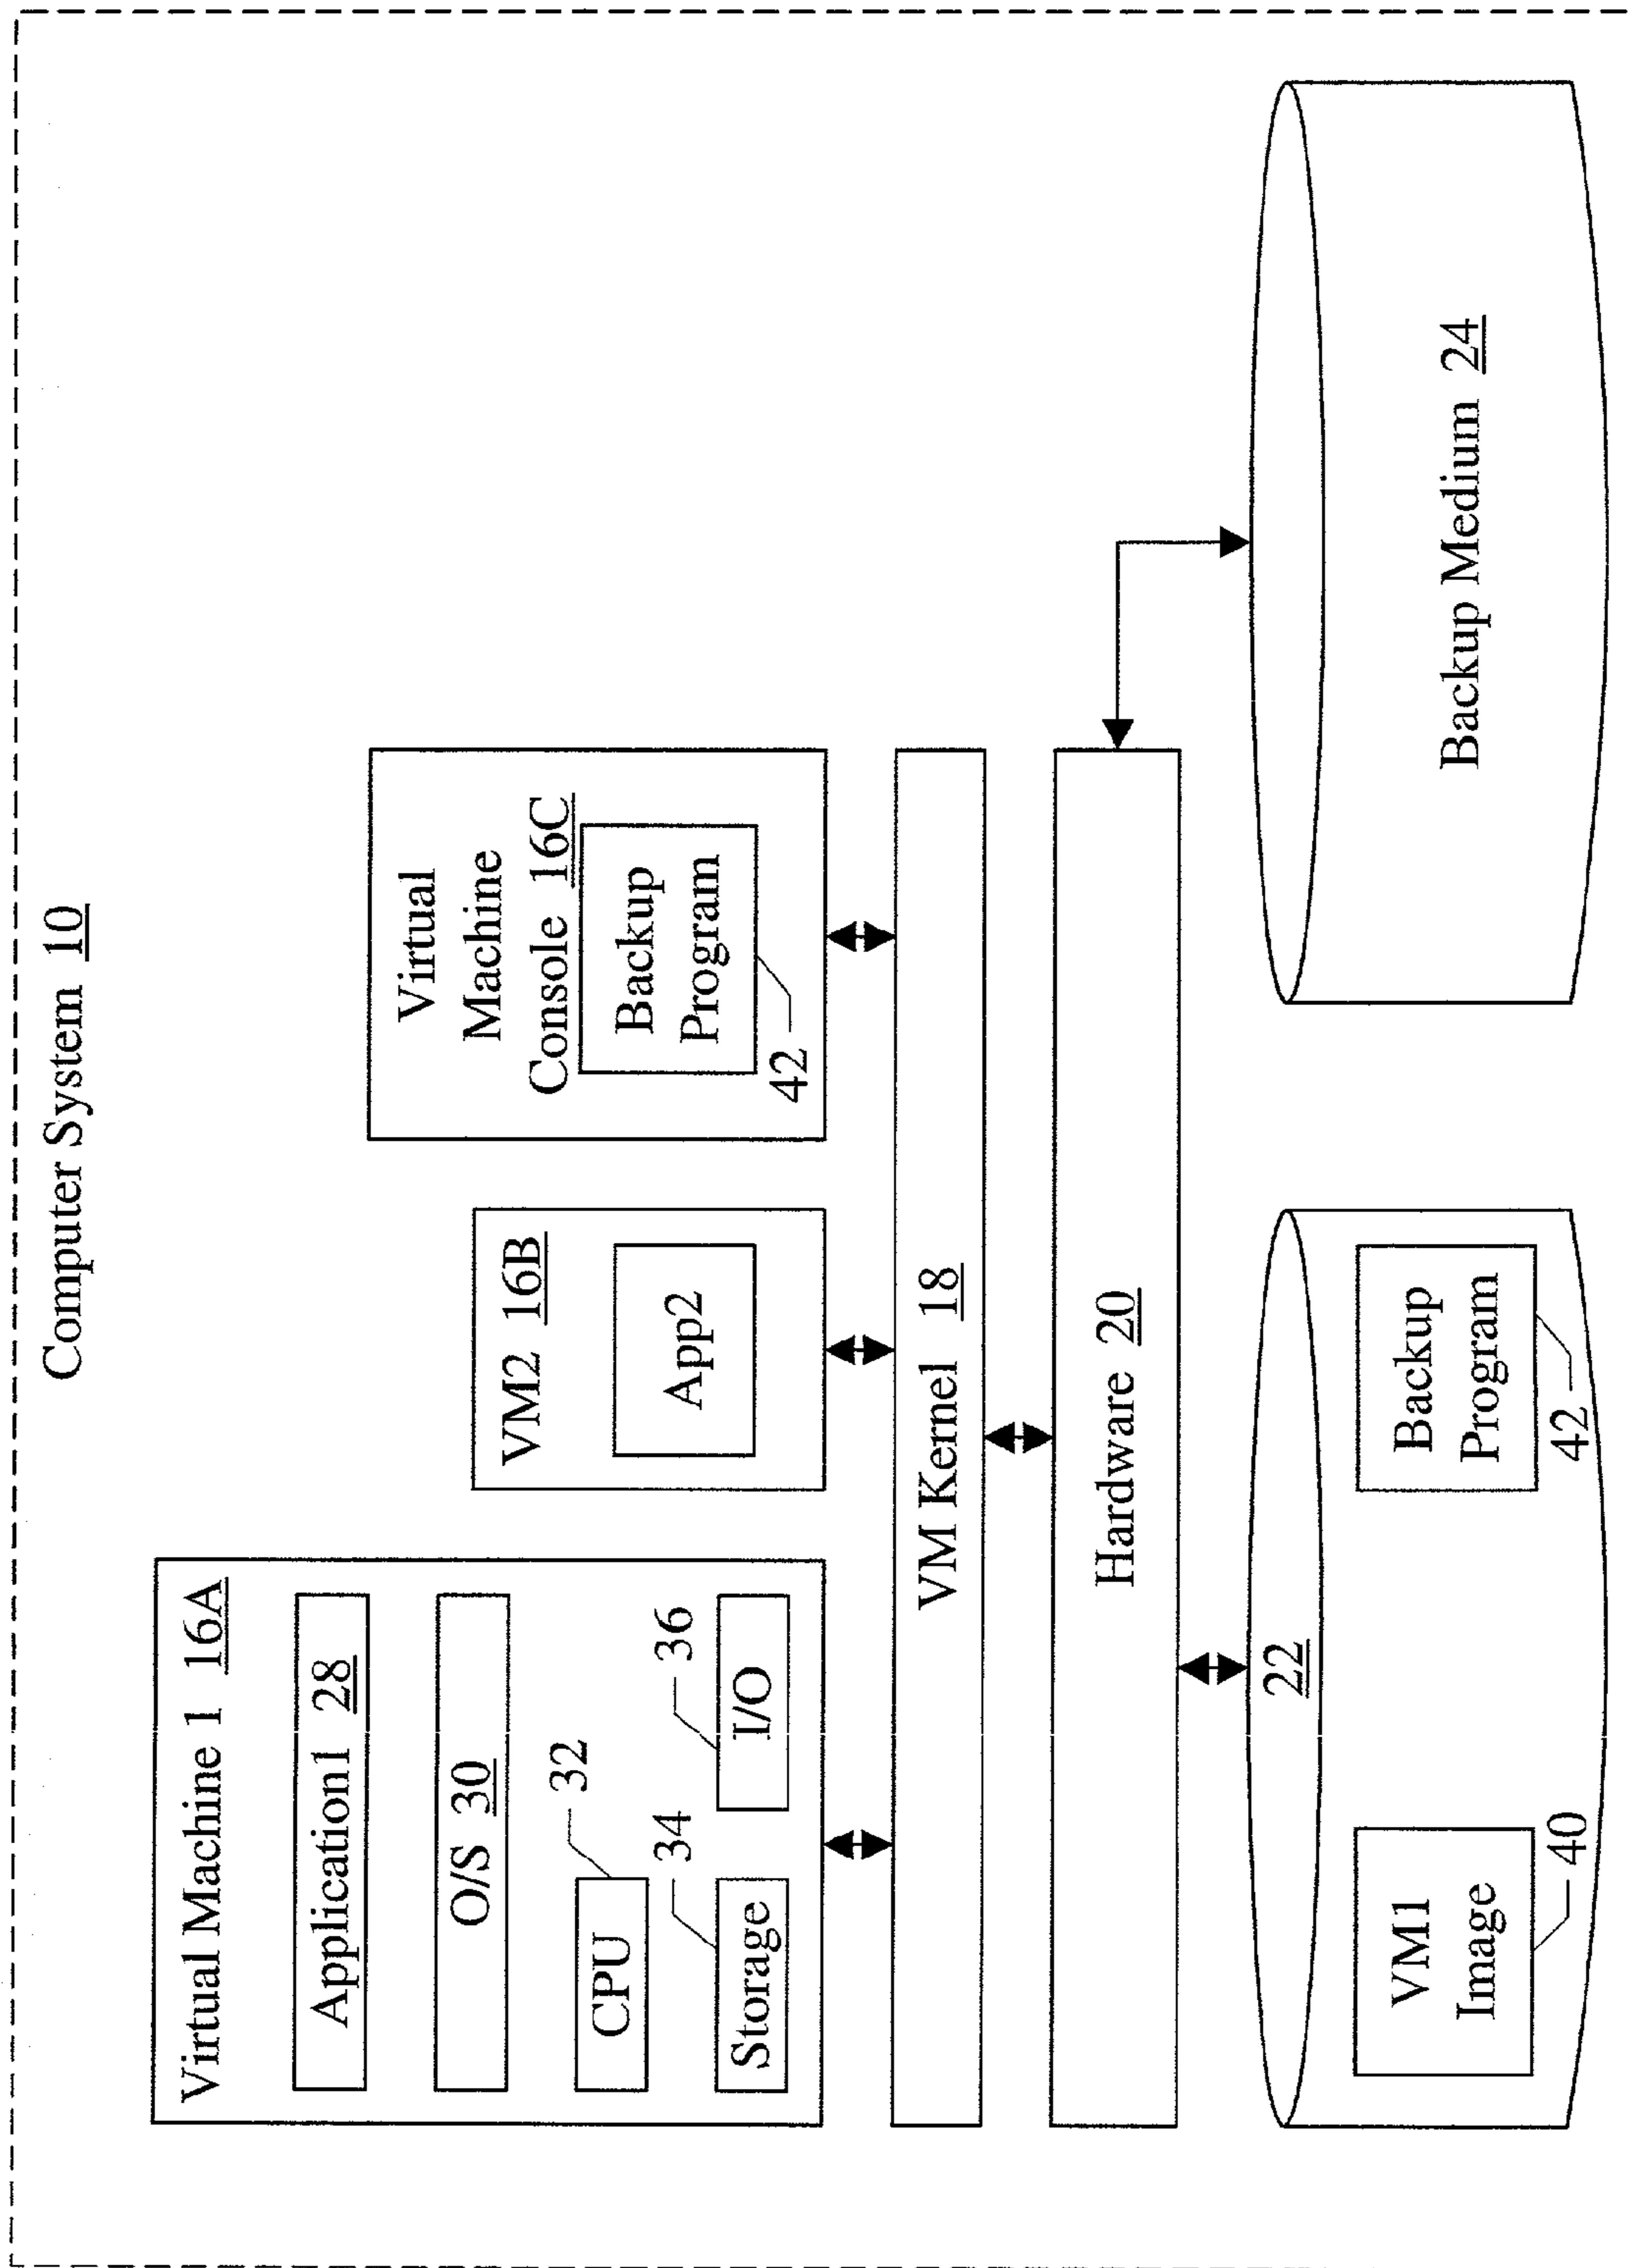 Computer System 10
Virtual Machine 1 16A
Application1 28
O/S 30
CPU
32
34
36
Storage
I/O
VM2 16B
App2
Virtual
Machine
Console 16C
Backup
Program
42
VM Kernel 18
Hardware 20
22
VM1
Image
40
Backup
Program
42
Backup Medium 24